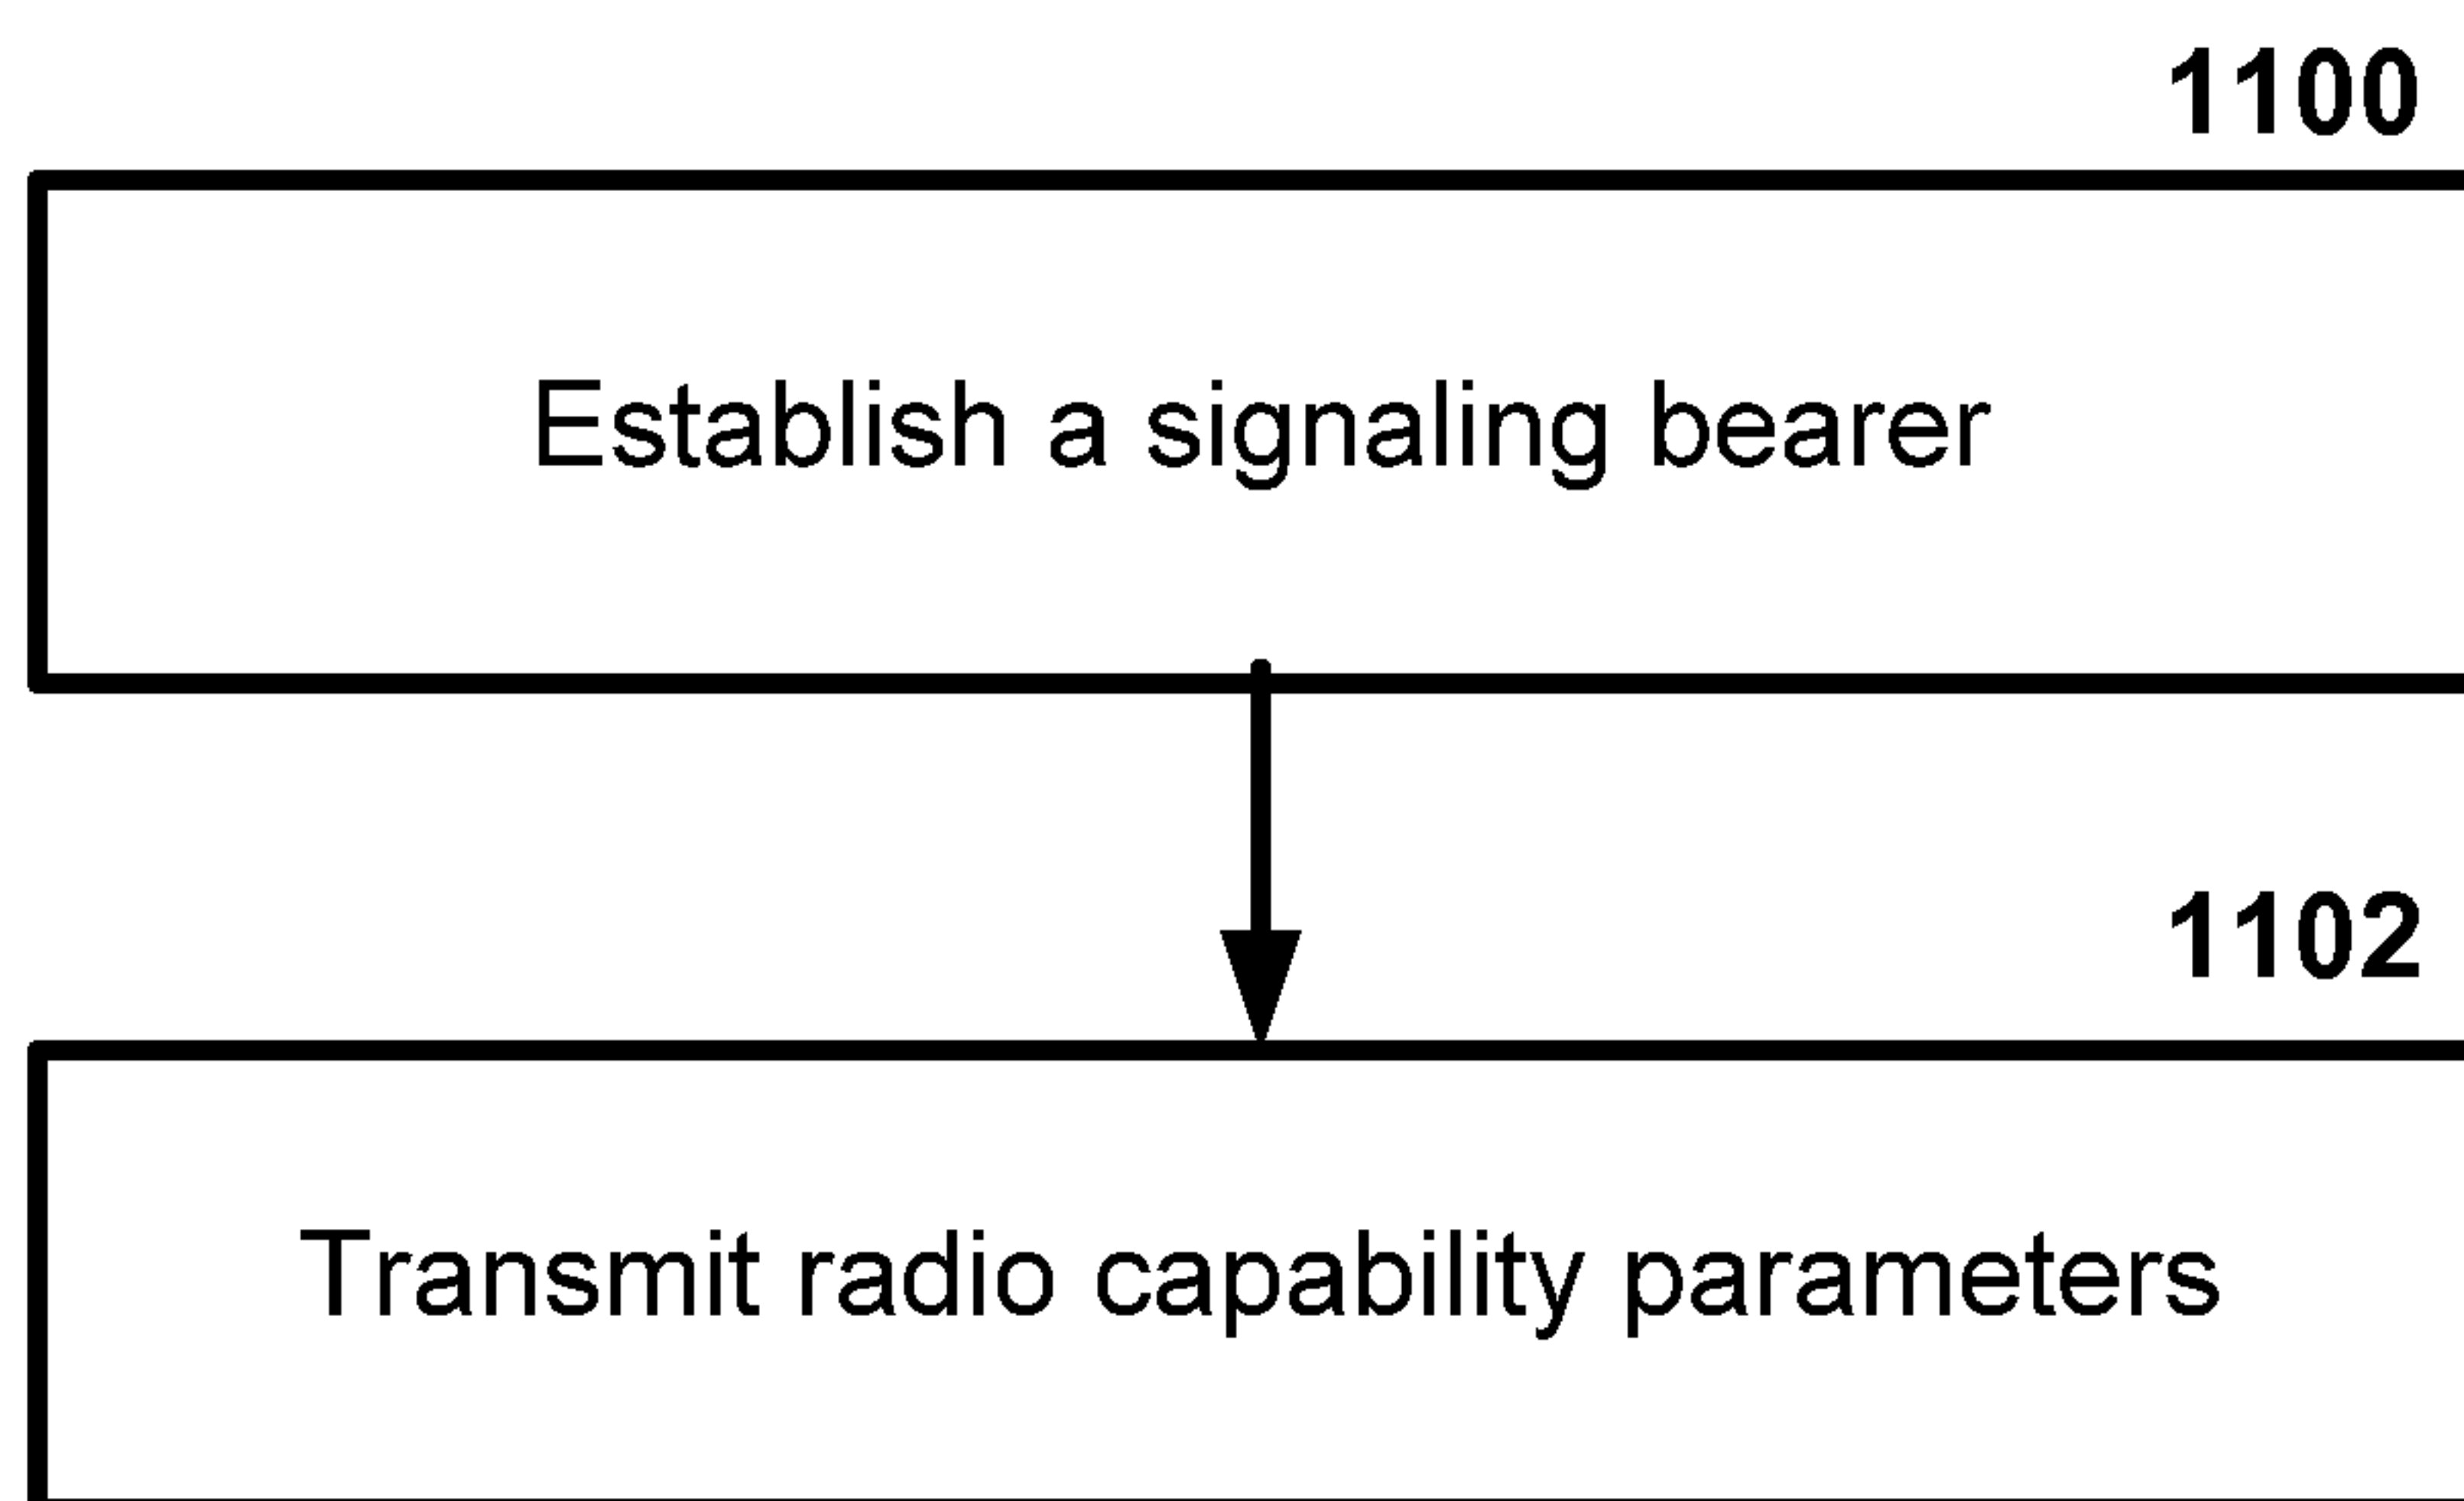 1100
Establish a signaling bearer
1102
Transmit radio capability parameters